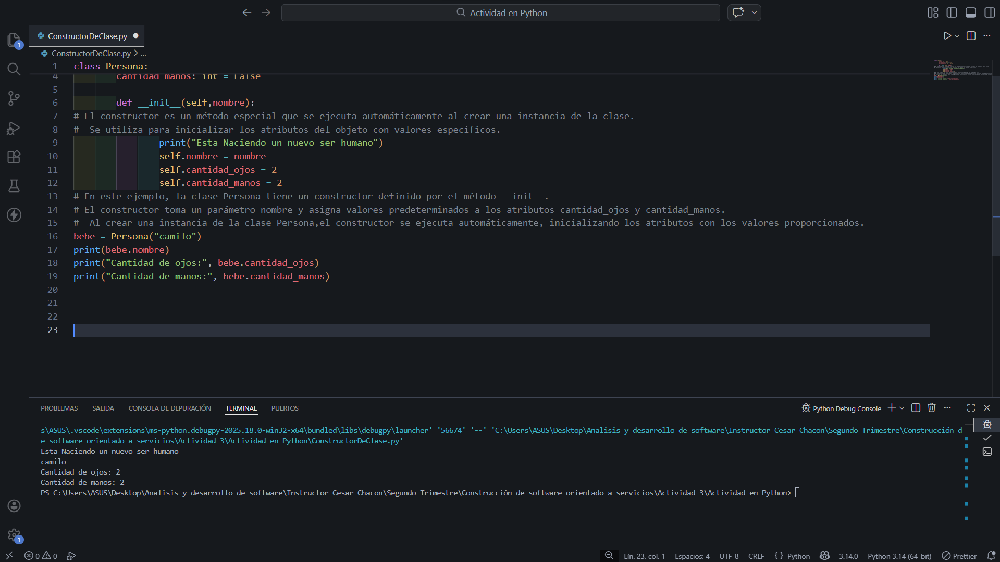 Actividad en Python
ConstructorDeClase.py
ConstructorDeClase.py > ...
1 class Persona:
4 cantidad_manos: int = False
5
6 def __init__(self,nombre):
7 # El constructor es un método especial que se ejecuta automáticamente al crear una instancia de la clase.
8 #  Se utiliza para inicializar los atributos del objeto con valores específicos.
9 print("Esta Naciendo un nuevo ser humano")
10 self.nombre = nombre
11 self.cantidad_ojos = 2
12 self.cantidad_manos = 2
13 # En este ejemplo, la clase Persona tiene un constructor definido por el método __init__.
14 # El constructor toma un parámetro nombre y asigna valores predeterminados a los atributos cantidad_ojos y cantidad_manos.
15 #  Al crear una instancia de la clase Persona,el constructor se ejecuta automáticamente, inicializando los atributos con los valores proporcionados.
16 bebe = Persona("camilo")
17 print(bebe.nombre)
18 print("Cantidad de ojos:", bebe.cantidad_ojos)
19 print("Cantidad de manos:", bebe.cantidad_manos)
20
21
22
23
PROBLEMAS SALIDA CONSOLA DE DEPURACIÓN TERMINAL PUERTOS Python Debug Console
s\ASUS\.vscode\extensions\ms-python.debugpy-2025.18.0-win32-x64\bundled\libs\debugpy\launcher' '56674' '--' 'C:\Users\ASUS\Desktop\Analisis y desarrollo de software\Instructor Cesar Chacon\Segundo Trimestre\Construcción d
e software orientado a servicios\Actividad 3\Actividad en Python\ConstructorDeClase.py'
Esta Naciendo un nuevo ser humano
camilo
Cantidad de ojos: 2
Cantidad de manos: 2
PS C:\Users\ASUS\Desktop\Analisis y desarrollo de software\Instructor Cesar Chacon\Segundo Trimestre\Construcción de software orientado a servicios\Actividad 3\Actividad en Python>
1
1
0 0 Lín. 23, col. 1 Espacios: 4 UTF-8 CRLF {} Python 3.14.0 Python 3.14 (64-bit) Prettier